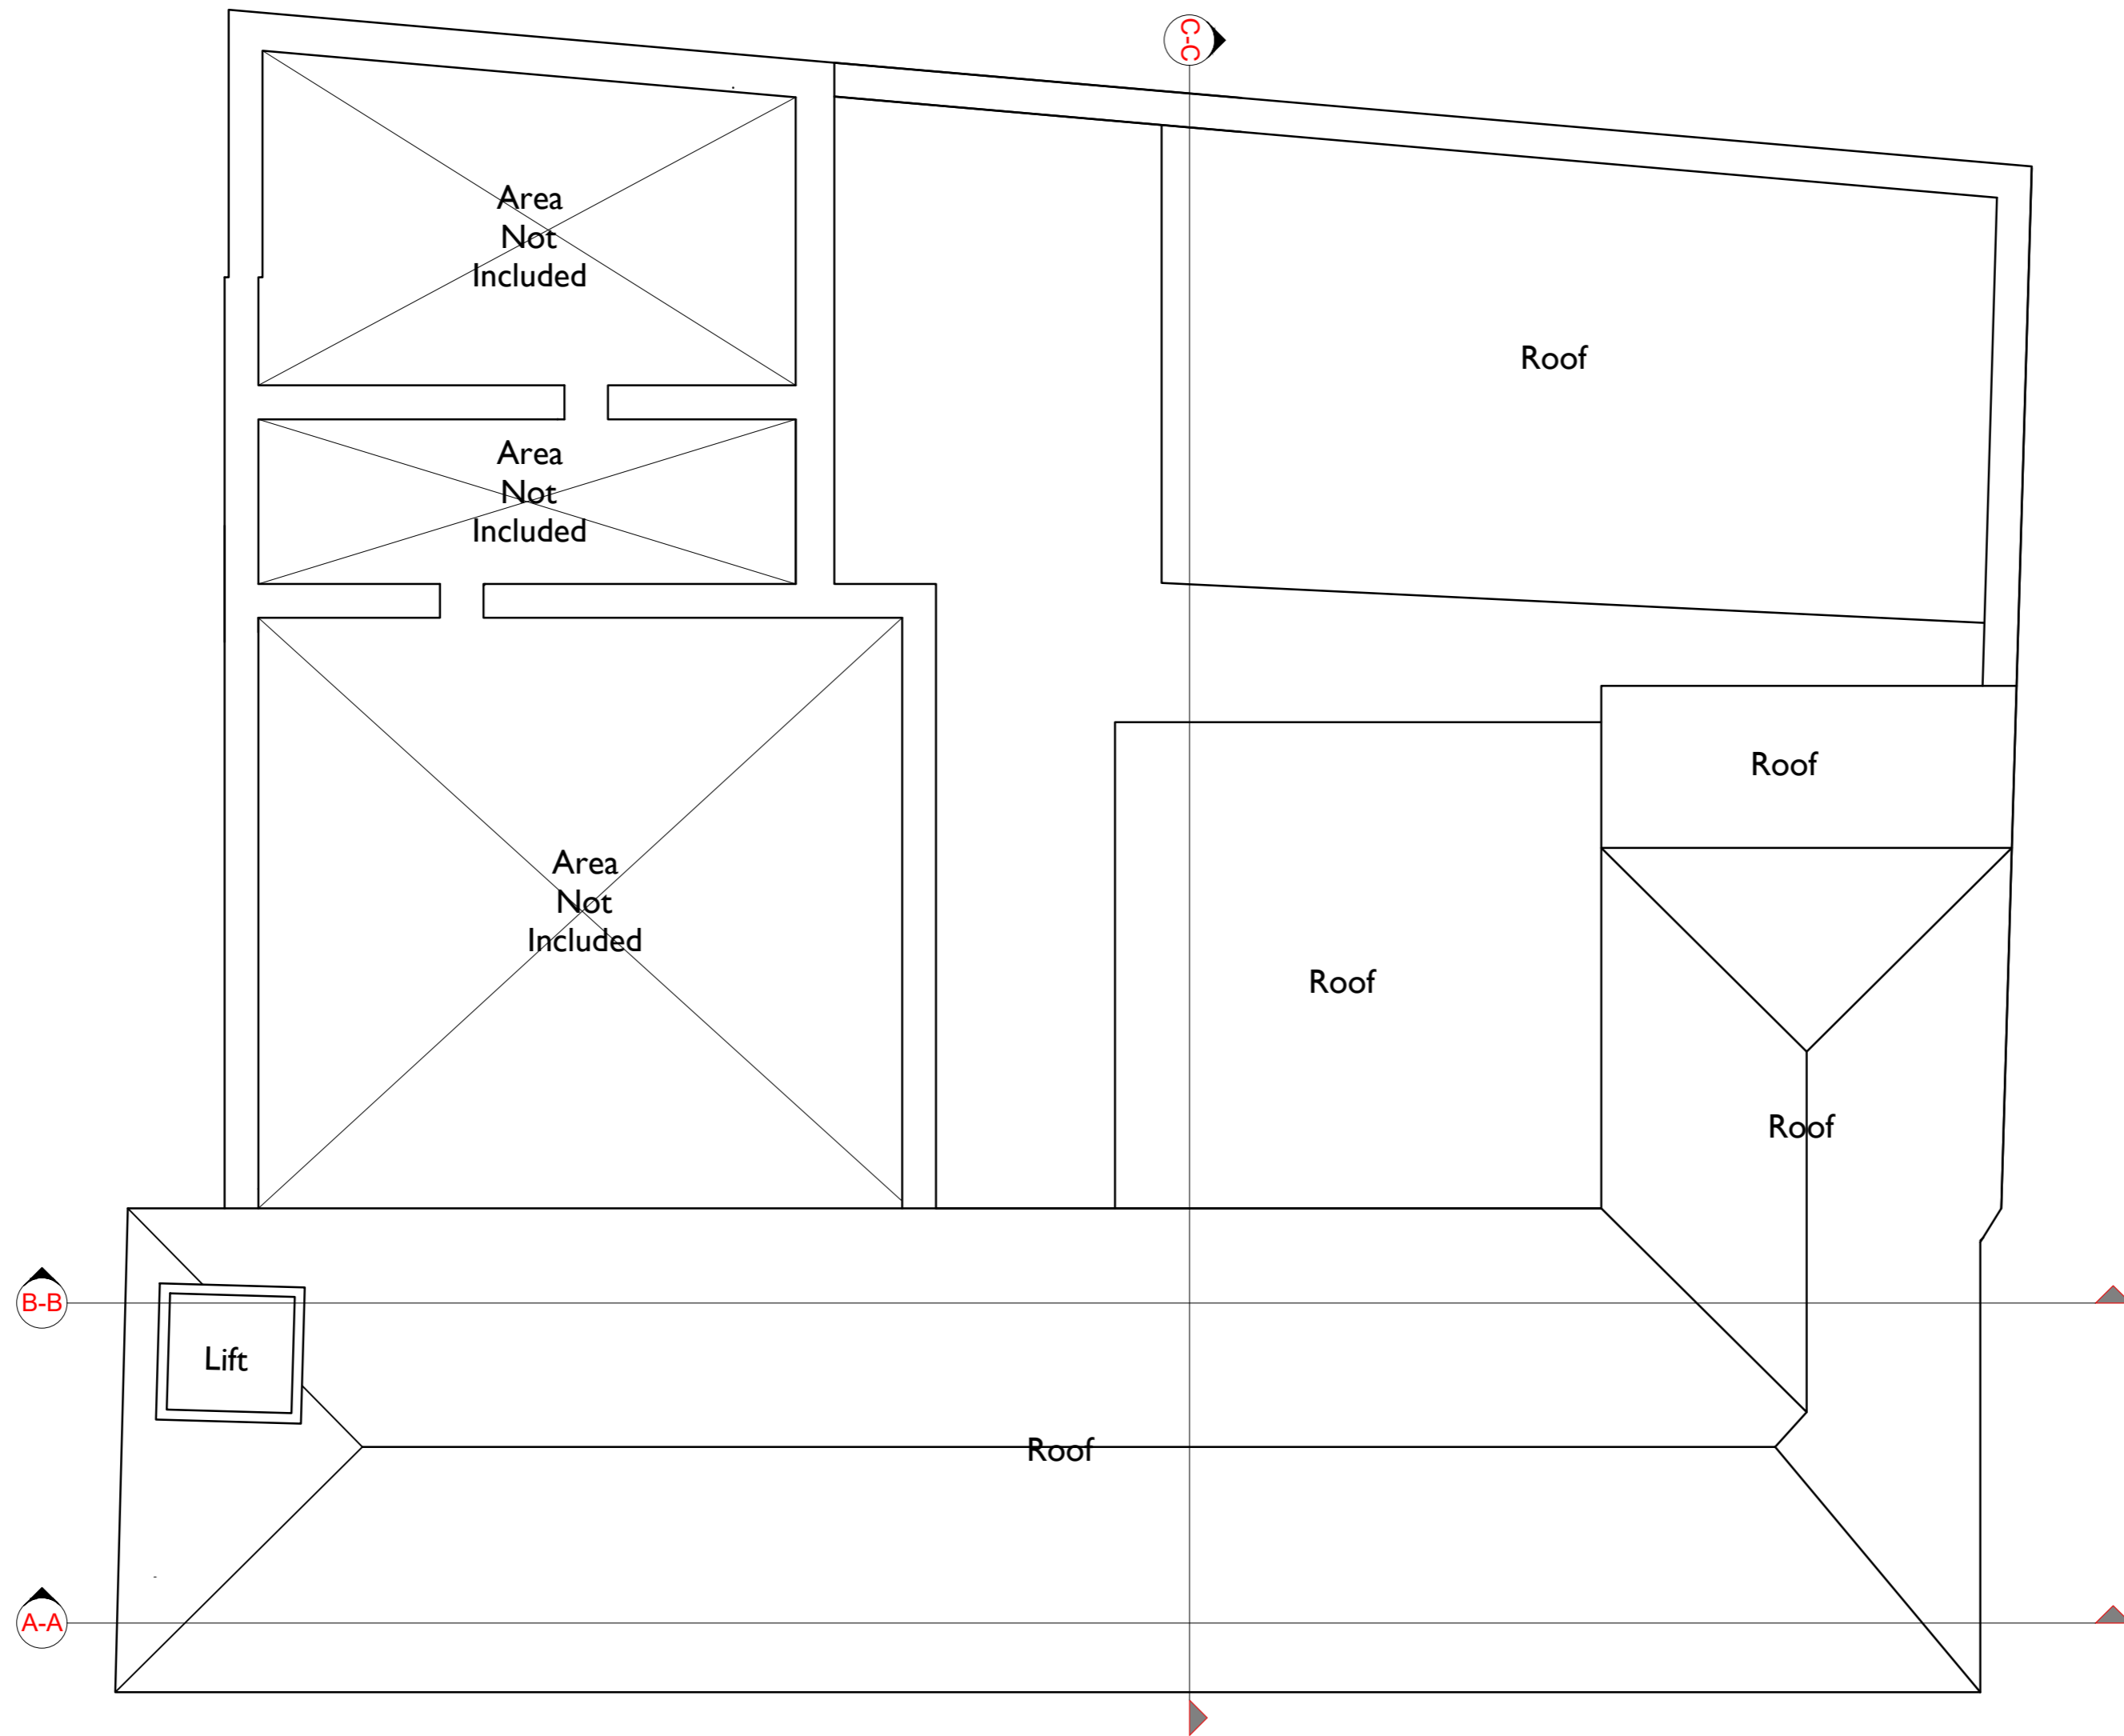 C-C
Area
Not
Included
Roof
Area
Not
Included
Roof
Area
Not
Included
Roof
Roof
B-B
Lift
Roof
A-A